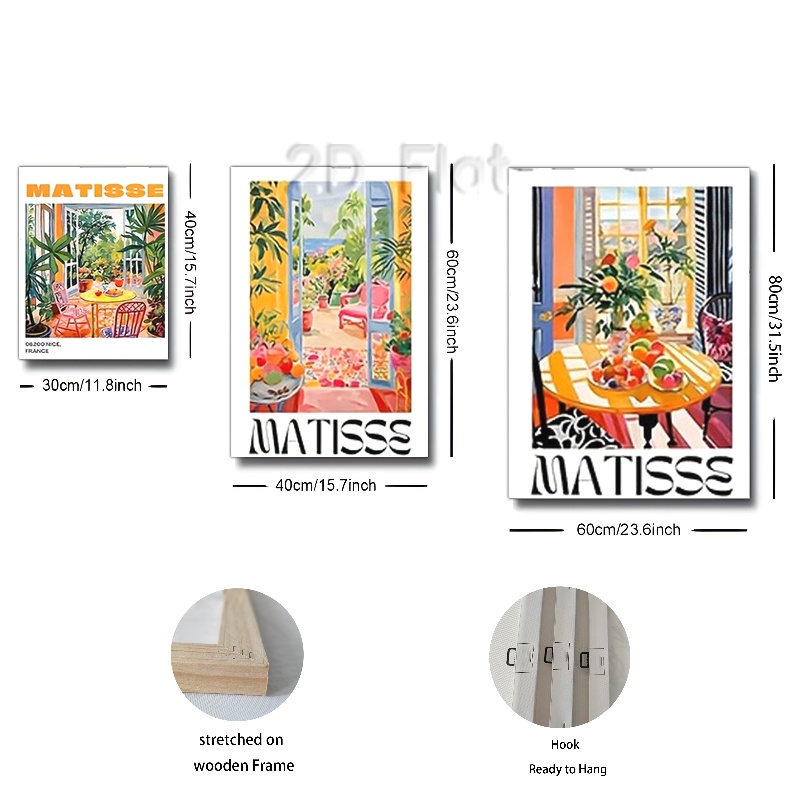 2D Flat
MATISSE
06200 NICE,
FRANCE
40cm/15.7inch
30cm/11.8inch
MATISSE
60cm/23.6inch
40cm/15.7inch
MATISSE
80cm/31.5inch
60cm/23.6inch
stretched on
wooden Frame
Hook
Ready to Hang